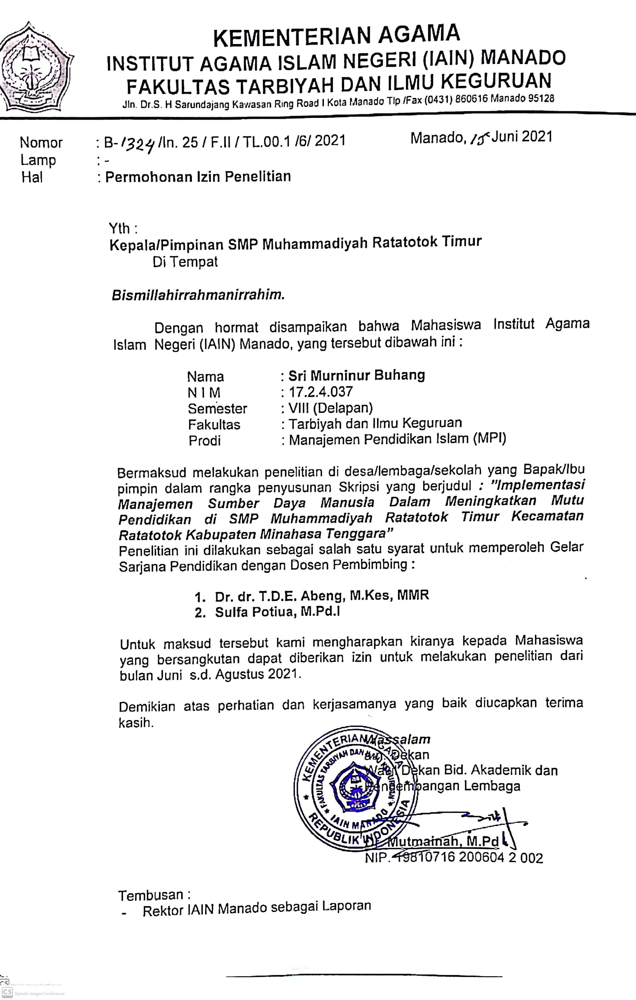 KEMENTERIAN AGAMA
INSTITUT AGAMA ISLAM NEGERI (IAIN) MANADO
FAKULTAS TARBIYAH DAN ILMU KEGURUAN
Jln. Dr.S. H Sarundajang Kawasan Ring Road I Kota Manado Tlp./Fax (0431) 860616 Manado 95128
Nomor : B-1324/In. 25 / F.II / TL.00.1 /6/ 2021 Manado, 15 Juni 2021
Lamp : -
Hal : Permohonan Izin Penelitian
Yth :
Kepala/Pimpinan SMP Muhammadiyah Ratatotok Timur
Di Tempat
Bismillahirrahmanirrahim.
Dengan hormat disampaikan bahwa Mahasiswa Institut Agama
Islam Negeri (IAIN) Manado, yang tersebut dibawah ini :
Nama : Sri Murninur Buhang
N I M : 17.2.4.037
Semester : VIII (Delapan)
Fakultas : Tarbiyah dan Ilmu Keguruan
Prodi : Manajemen Pendidikan Islam (MPI)
Bermaksud melakukan penelitian di desa/lembaga/sekolah yang Bapak/Ibu
pimpin dalam rangka penyusunan Skripsi yang berjudul : "Implementasi
Manajemen Sumber Daya Manusia Dalam Meningkatkan Mutu
Pendidikan di SMP Muhammadiyah Ratatotok Timur Kecamatan
Ratatotok Kabupaten Minahasa Tenggara"
Penelitian ini dilakukan sebagai salah satu syarat untuk memperoleh Gelar
Sarjana Pendidikan dengan Dosen Pembimbing :
1. Dr. dr. T.D.E. Abeng, M.Kes, MMR
2. Sulfa Potiua, M.Pd.I
Untuk maksud tersebut kami mengharapkan kiranya kepada Mahasiswa
yang bersangkutan dapat diberikan izin untuk melakukan penelitian dari
bulan Juni s.d. Agustus 2021.
Demikian atas perhatian dan kerjasamanya yang baik diucapkan terima
kasih.
Wassalam
a.n. Dekan
Wakil Dekan Bid. Akademik dan
Pengembangan Lembaga
KEMENTERIAN AGAMA
FAKULTAS TARBIYAH DAN ILMU KEGURUAN
IAIN MANADO
REPUBLIK INDONESIA
Dr. Mutmainah, M.Pd
NIP. 19810716 200604 2 002
Tembusan :
- Rektor IAIN Manado sebagai Laporan
CS
CS Dipindai dengan CamScanner